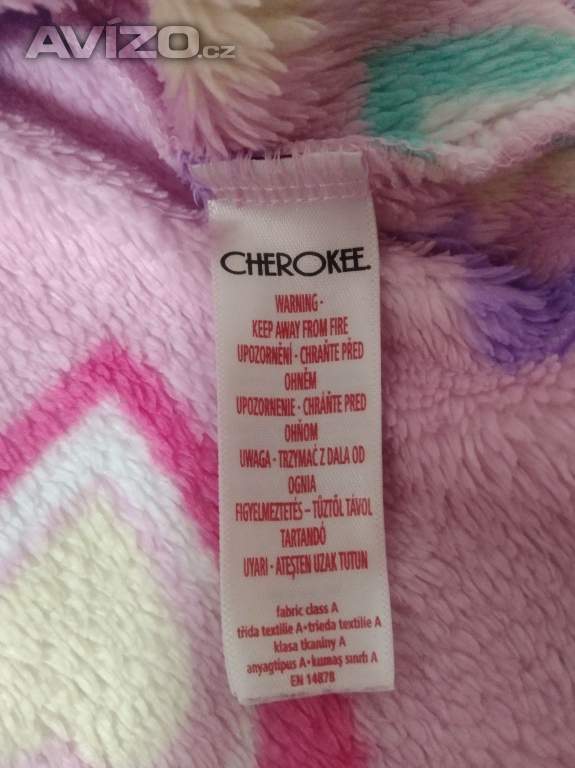 AVÍZO.cz
CHEROKEE.
WARNING -
KEEP AWAY FROM FIRE
UPOZORNĚNÍ - CHRAŇTE PŘED
OHNĚM
UPOZORNENIE - CHRÁŇTE PRED
OHŇOM
UWAGA - TRZYMAĆ Z DALA OD
OGNIA
FIGYELMEZTETÉS – TŰZTŐL TÁVOL
TARTANDÓ
UYARI - ATEŞTEN UZAK TUTUN
fabric class A
třída textilie A•trieda textilie A
klasa tkaniny A
anyagtípus A•kumaş sınıfı A
EN 14878